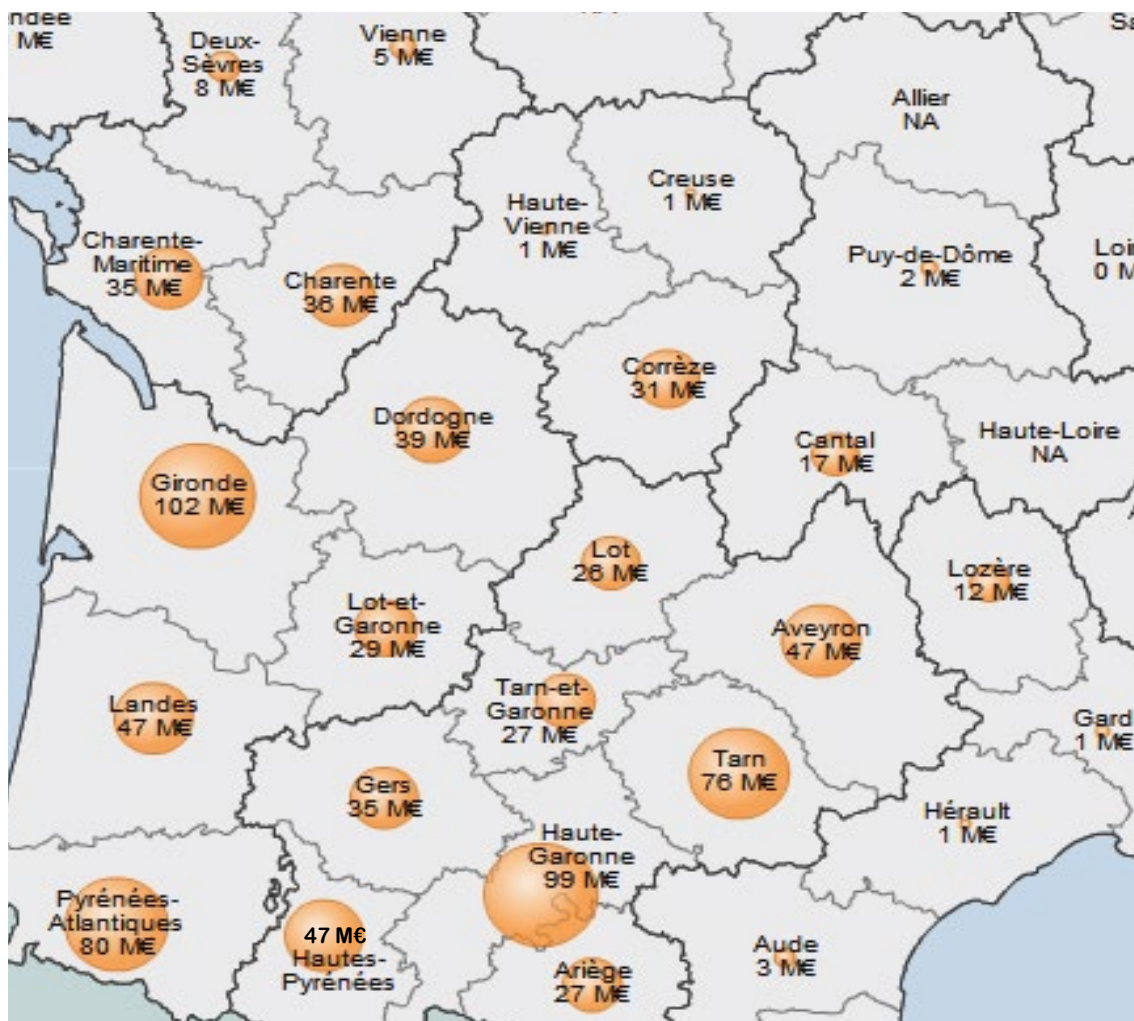 ndée
M€
Deux-
Sèvres
8 M€
Vienne
5 M€
Allier
NA
Creuse
1 M€
Haute-
Vienne
1 M€
Puy-de-Dôme
2 M€
Loir
0 M
Charente-
Maritime
35 M€
Charente
36 M€
Corrèze
31 M€
Dordogne
39 M€
Cantal
17 M€
Haute-Loire
NA
Gironde
102 M€
Lot
26 M€
Lozère
12 M€
Lot-et-
Garonne
29 M€
Aveyron
47 M€
Landes
47 M€
Tarn-et-
Garonne
27 M€
Gard
1 M€
Tarn
76 M€
Gers
35 M€
Hérault
1 M€
Haute-
Garonne
99 M€
Pyrénées-
Atlantiques
80 M€
47 M€
Hautes-
Pyrénées
Ariège
27 M€
Aude
3 M€